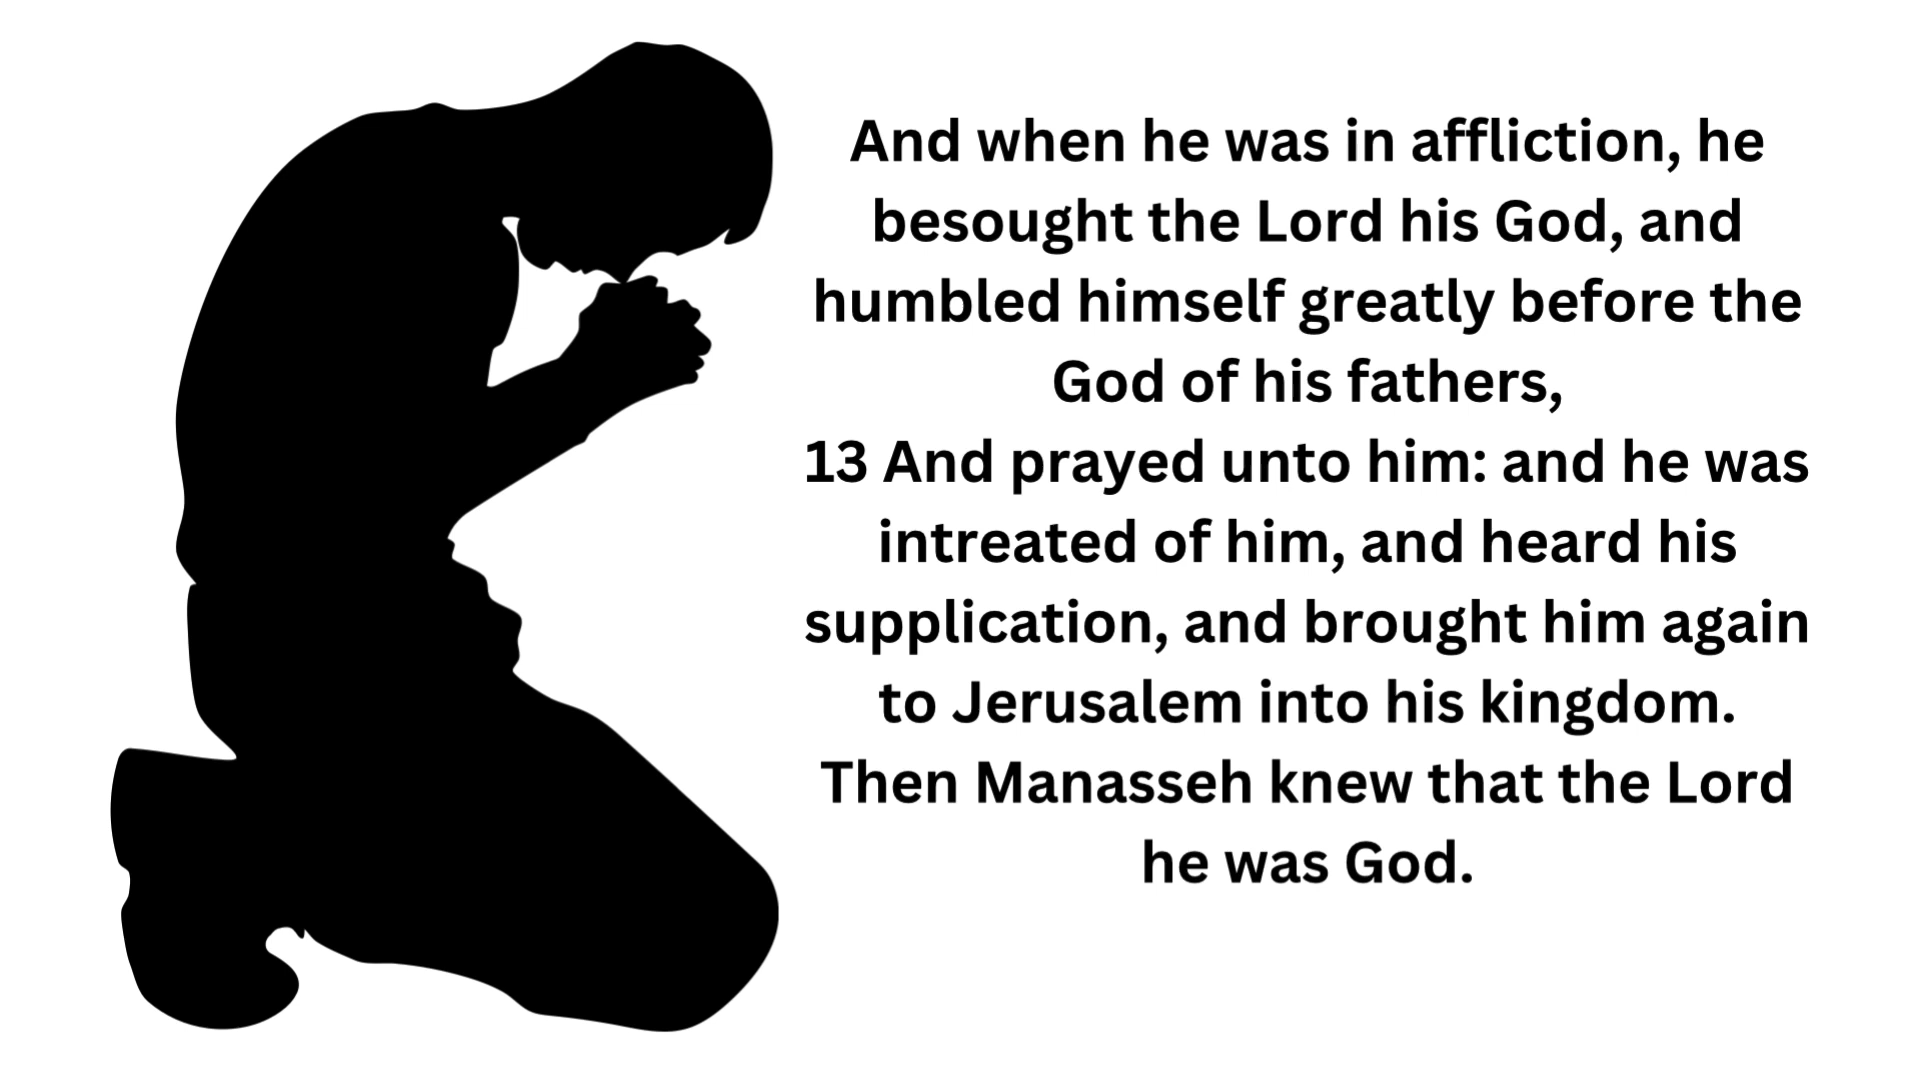 And when he was in affliction, he
besought the Lord his God, and
humbled himself greatly before the
God of his fathers,
13 And prayed unto him: and he was
intreated of him, and heard his
supplication, and brought him again
to Jerusalem into his kingdom.
Then Manasseh knew that the Lord
he was God.